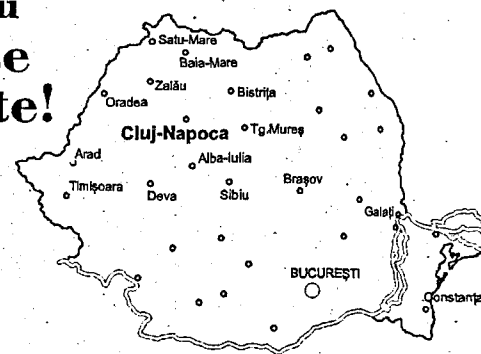 Satu-Mare
Baia-Mare
Zalău
Bistrița
Oradea
te!
Cluj-Napoca
Tg.Mureș
Arad
Alba-Iulia
Timișoara
Deva
Sibiu
Brașov
Galați
BUCUREȘTI
Constanța